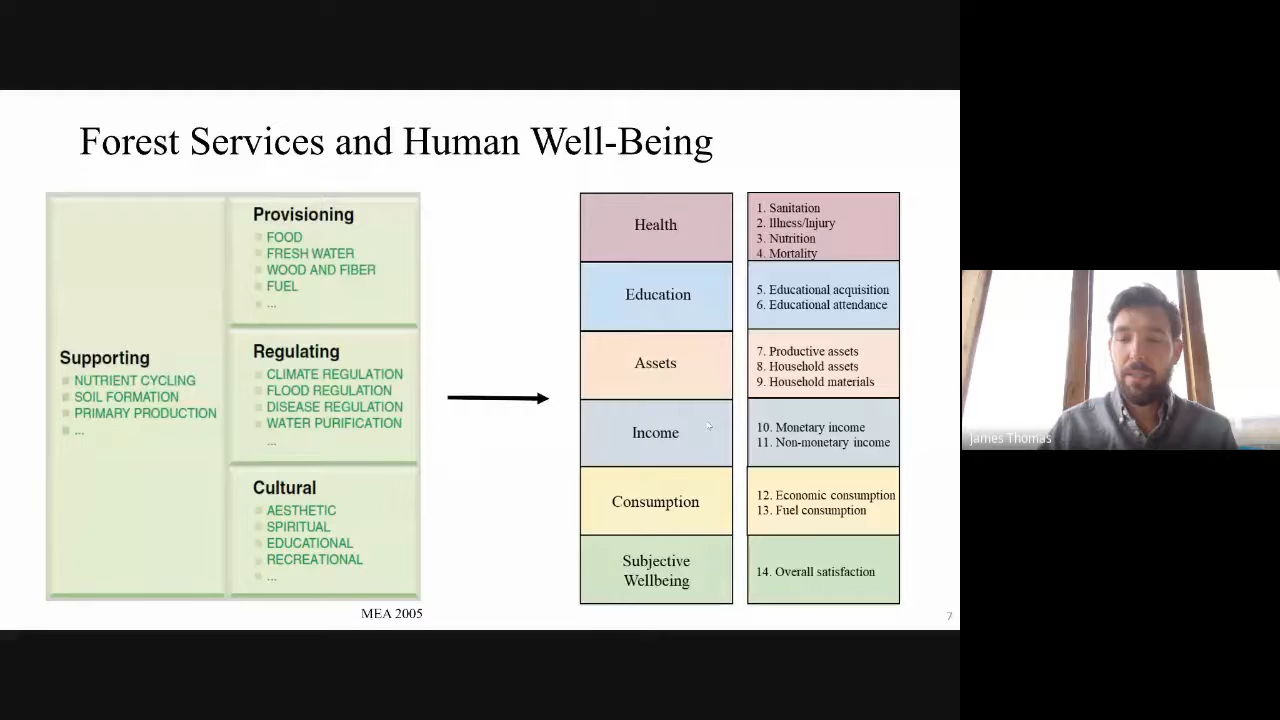 Forest Services and Human Well-Being
Supporting
NUTRIENT CYCLING
SOIL FORMATION
PRIMARY PRODUCTION
...
Provisioning
FOOD
FRESH WATER
WOOD AND FIBER
FUEL
...
Regulating
CLIMATE REGULATION
FLOOD REGULATION
DISEASE REGULATION
WATER PURIFICATION
...
Cultural
AESTHETIC
SPIRITUAL
EDUCATIONAL
RECREATIONAL
...
MEA 2005
Health
1. Sanitation
2. Illness/Injury
3. Nutrition
4. Mortality
Education
5. Educational acquisition
6. Educational attendance
Assets
7. Productive assets
8. Household assets
9. Household materials
Income
10. Monetary income
11. Non-monetary income
Consumption
12. Economic consumption
13. Fuel consumption
Subjective
Wellbeing
14. Overall satisfaction
7
James Thomas